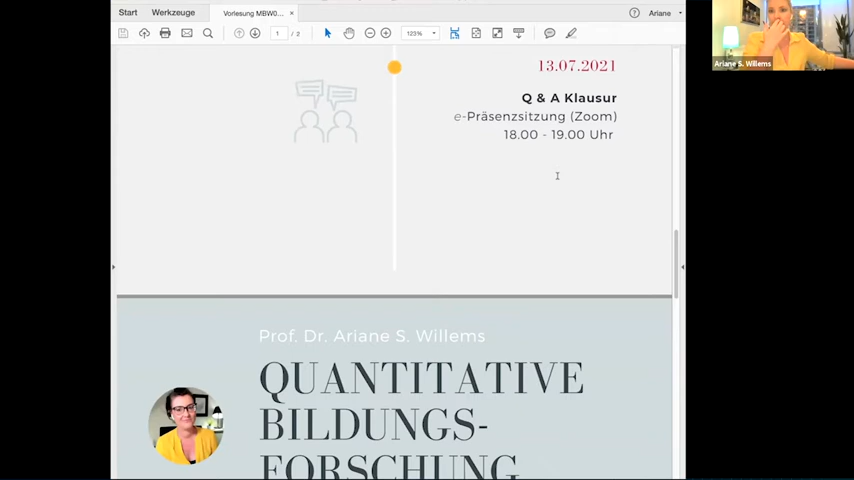 Start Werkzeuge Vorlesung MBW0... × Ariane
1 / 2 123%
Ariane S. Willems
13.07.2021
Q & A Klausur
e-Präsenzsitzung (Zoom)
18.00 - 19.00 Uhr
Prof. Dr. Ariane S. Willems
QUANTITATIVE
BILDUNGS-
FORSCHUNG